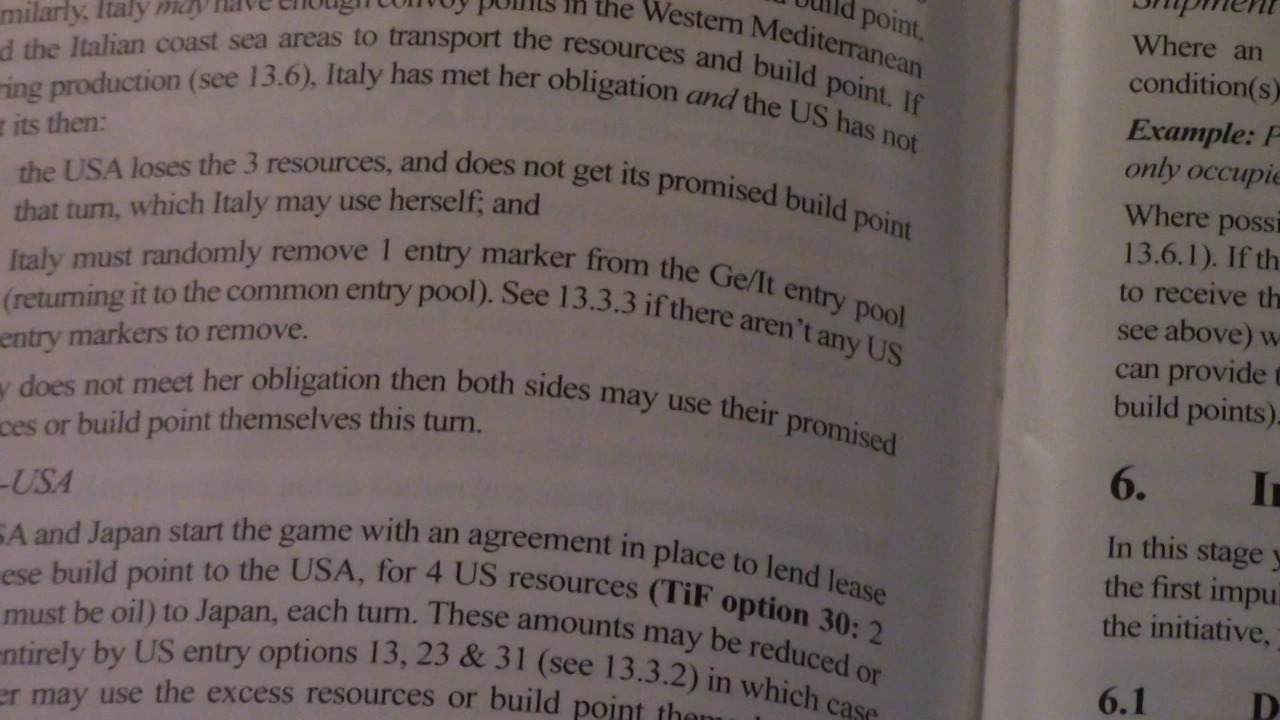 milarly, Italy may have enough convoy points in the Western Mediterranean
build point.
d the Italian coast sea areas to transport the resources and build point. If
ring production (see 13.6), Italy has met her obligation and the US has not
t its then:
the USA loses the 3 resources, and does not get its promised build point
that turn, which Italy may use herself; and
Italy must randomly remove 1 entry marker from the Ge/It entry pool
(returning it to the common entry pool). See 13.3.3 if there aren't any US
entry markers to remove.
y does not meet her obligation then both sides may use their promised
ces or build point themselves this turn.
-USA
SA and Japan start the game with an agreement in place to lend lease
ese build point to the USA, for 4 US resources (TiF option 30: 2
must be oil) to Japan, each turn. These amounts may be reduced or
ntirely by US entry options 13, 23 & 31 (see 13.3.2) in which case
er may use the excess resources or build point
Shipment
Where an
condition(s)
Example: P
only occupie
Where possi
13.6.1). If th
to receive th
see above) w
can provide t
build points).
6. In
In this stage y
the first impu
the initiative,
6.1 D